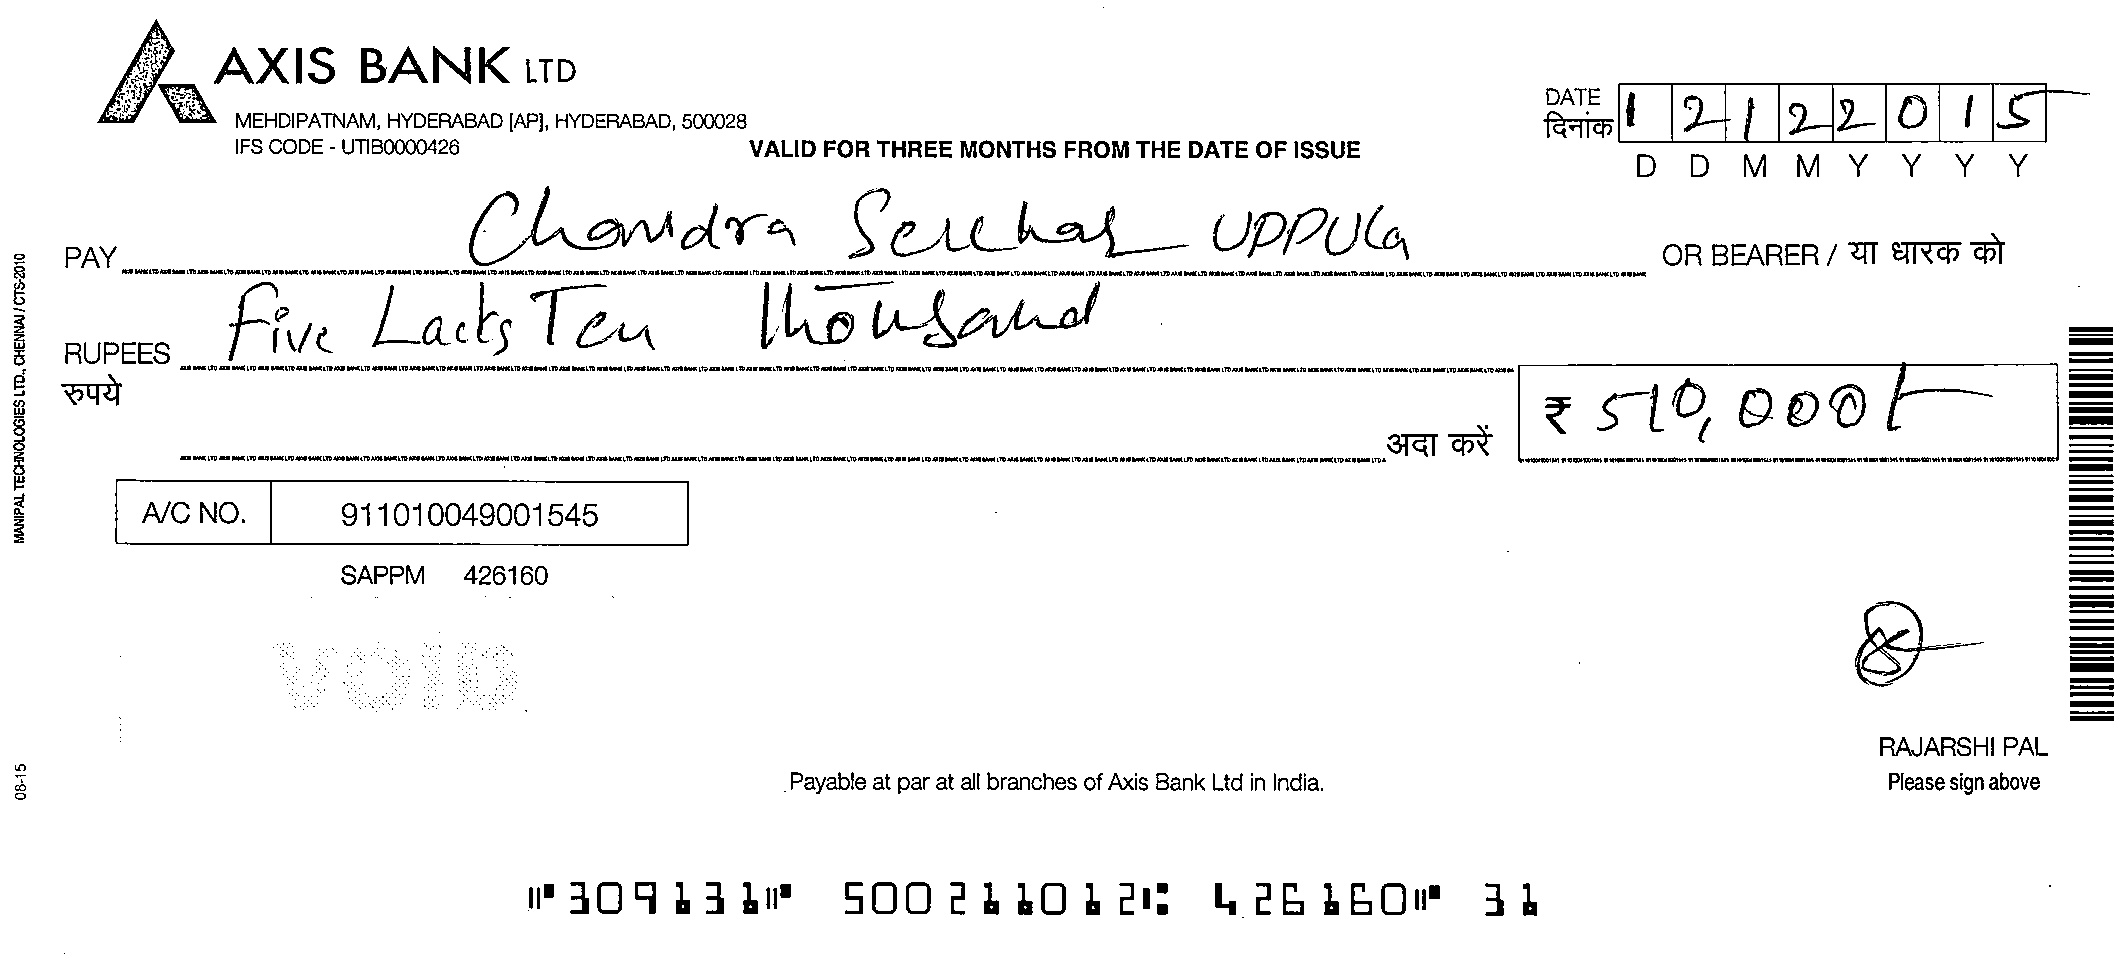 AXIS BANK LTD
MEHDIPATNAM, HYDERABAD [AP], HYDERABAD, 500028
IFS CODE - UTIB0000426
VALID FOR THREE MONTHS FROM THE DATE OF ISSUE
DATE
दिनांक 1 2 1 2 2 0 1 5
D D M M Y Y Y Y
PAY Chandra Sekhar UPPULa OR BEARER / या धारक को
RUPEES Five Lacks Ten Thousand
रुपये
अदा करें ₹ 510,000/-
A/C NO. 911010049001545
SAPPM 426160
VOID
RAJARSHI PAL
Please sign above
Payable at par at all branches of Axis Bank Ltd in India.
⑈309131⑈ 500211012⑆ 426160⑈ 31
MANIPAL TECHNOLOGIES LTD., CHENNAI / CTS-2010
08-15